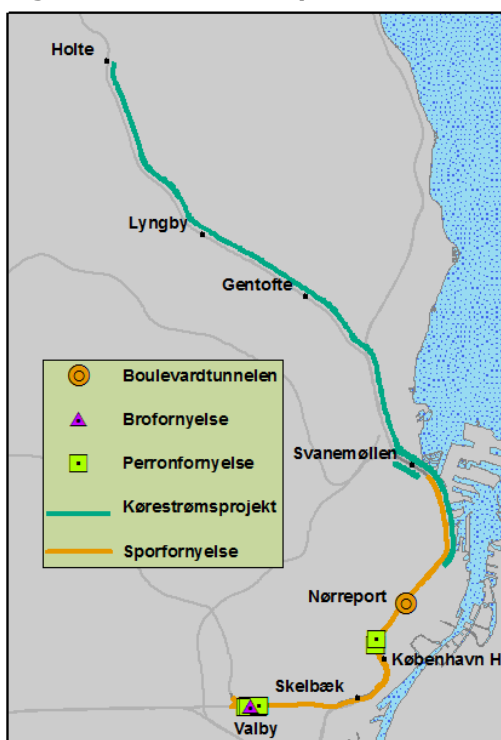 Holte
Lyngby
Gentofte
Boulevardtunnelen
Brofornyelse
Perronfornyelse
Svanemøllen
Kørestrømsprojekt
Sporfornyelse
Nørreport
København H
Skelbæk
Valby